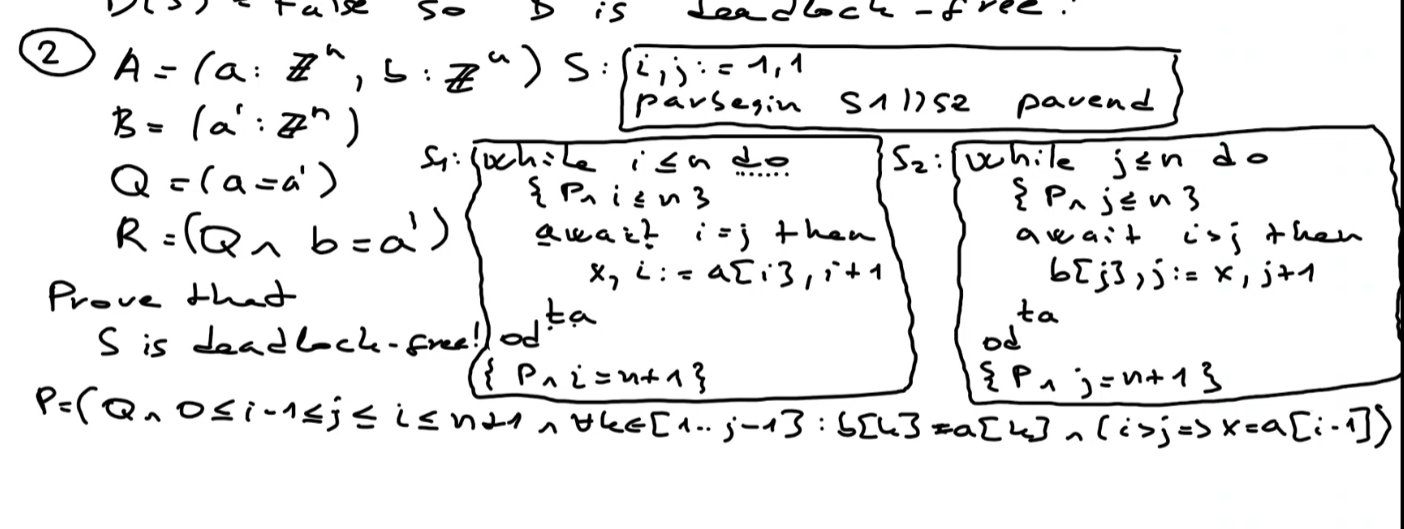 D(S) = False so D is deadlock-free.
② A = (a: ℤⁿ, b: ℤⁿ) S: i,j := 1,1
parbegin S1 || S2 parend
B = (a': ℤⁿ)
Q = (a = a')
R = (Q ∧ b = a')
Prove that
S is deadlock-free!
S1: while i ≤ n do
{ P ∧ i ≤ n }
await i = j then
x, i := a[i], i+1
ta
od
{ P ∧ i = n+1 }
S2: while j ≤ n do
{ P ∧ j ≤ n }
await i > j then
b[j], j := x, j+1
ta
od
{ P ∧ j = n+1 }
P = (Q ∧ 0 ≤ i-1 ≤ j ≤ i ≤ n+1 ∧ ∀k∈[1..j-1] : b[k] = a[k] ∧ (i>j => x = a[i-1]))